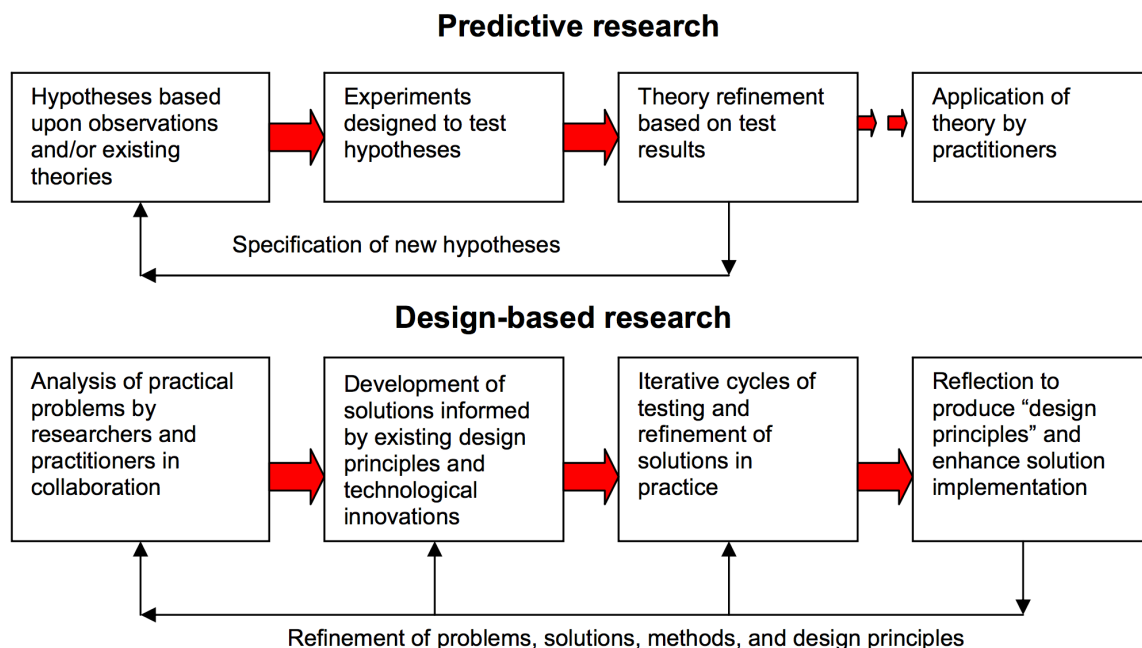 Predictive research
Hypotheses based
upon observations
and/or existing
theories
Experiments
designed to test
hypotheses
Theory refinement
based on test
results
Application of
theory by
practitioners
Specification of new hypotheses
Design-based research
Analysis of practical
problems by
researchers and
practitioners in
collaboration
Development of
solutions informed
by existing design
principles and
technological
innovations
Iterative cycles of
testing and
refinement of
solutions in
practice
Reflection to
produce “design
principles” and
enhance solution
implementation
Refinement of problems, solutions, methods, and design principles